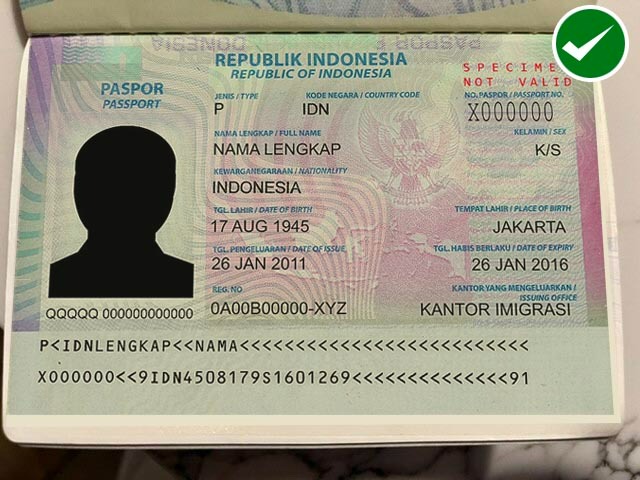 REPUBLIK INDONESIA
REPUBLIC OF INDONESIA
SPECIMEN
NOT VALID
PASPOR
PASSPORT
JENIS / TYPE
KODE NEGARA / COUNTRY CODE
NO. PASPOR / PASSPORT NO.
P
IDN
X000000
NAMA LENGKAP / FULL NAME
KELAMIN / SEX
NAMA LENGKAP
K/S
KEWARGANEGARAAN / NATIONALITY
INDONESIA
TGL. LAHIR / DATE OF BIRTH
TEMPAT LAHIR / PLACE OF BIRTH
17 AUG 1945
JAKARTA
TGL. PENGELUARAN / DATE OF ISSUE
TGL. HABIS BERLAKU / DATE OF EXPIRY
26 JAN 2011
26 JAN 2016
REG. NO
KANTOR YANG MENGELUARKAN /
ISSUING OFFICE
0A00B00000-XYZ
KANTOR IMIGRASI
QQQQQ 000000000000
P<IDNLENGKAP<<NAMA<<<<<<<<<<<<<<<<<<<<<<<<<<
X000000<<9IDN4508179S1601269<<<<<<<<<<<<<<91